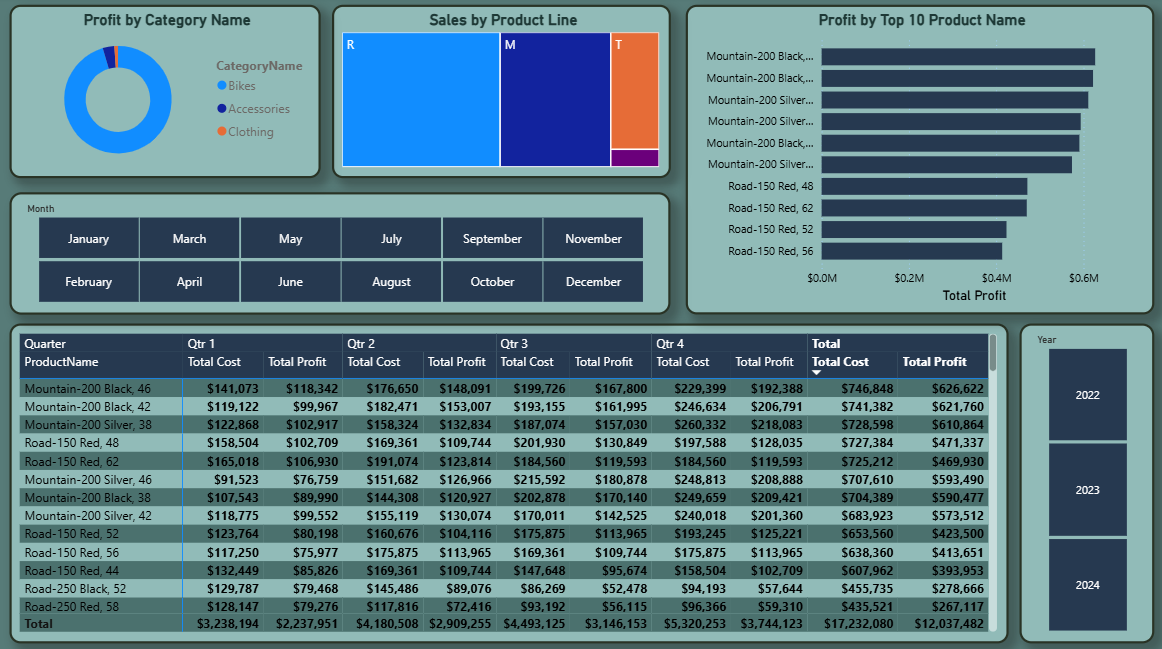 Profit by Category Name
CategoryName
Bikes
Accessories
Clothing
Sales by Product Line
R
M
T
Profit by Top 10 Product Name
Mountain-200 Black,...
Mountain-200 Black,...
Mountain-200 Silver...
Mountain-200 Silver...
Mountain-200 Black,...
Mountain-200 Silver...
Road-150 Red, 48
Road-150 Red, 62
Road-150 Red, 52
Road-150 Red, 56
$0.0M $0.2M $0.4M $0.6M
Total Profit
Month
January March May July September November
February April June August October December
Quarter Qtr 1 Qtr 2 Qtr 3 Qtr 4 Total
ProductName Total Cost Total Profit Total Cost Total Profit Total Cost Total Profit Total Cost Total Profit Total Cost Total Profit
Mountain-200 Black, 46 $141,073 $118,342 $176,650 $148,091 $199,726 $167,800 $229,399 $192,388 $746,848 $626,622
Mountain-200 Black, 42 $119,122 $99,967 $182,471 $153,007 $193,155 $161,995 $246,634 $206,791 $741,382 $621,760
Mountain-200 Silver, 38 $122,868 $102,917 $158,324 $132,834 $187,074 $157,030 $260,332 $218,083 $728,598 $610,864
Road-150 Red, 48 $158,504 $102,709 $169,361 $109,744 $201,930 $130,849 $197,588 $128,035 $727,384 $471,337
Road-150 Red, 62 $165,018 $106,930 $191,074 $123,814 $184,560 $119,593 $184,560 $119,593 $725,212 $469,930
Mountain-200 Silver, 46 $91,523 $76,759 $151,682 $126,966 $215,592 $180,878 $248,813 $208,888 $707,610 $593,490
Mountain-200 Black, 38 $107,543 $89,990 $144,308 $120,927 $202,878 $170,140 $249,659 $209,421 $704,389 $590,477
Mountain-200 Silver, 42 $118,775 $99,552 $155,119 $130,074 $170,011 $142,525 $240,018 $201,360 $683,923 $573,512
Road-150 Red, 52 $123,764 $80,198 $160,676 $104,116 $175,875 $113,965 $193,245 $125,221 $653,560 $423,500
Road-150 Red, 56 $117,250 $75,977 $175,875 $113,965 $169,361 $109,744 $175,875 $113,965 $638,360 $413,651
Road-150 Red, 44 $132,449 $85,826 $169,361 $109,744 $147,648 $95,674 $158,504 $102,709 $607,962 $393,953
Road-250 Black, 52 $129,787 $79,468 $145,486 $89,076 $86,269 $52,478 $94,193 $57,644 $455,735 $278,666
Road-250 Red, 58 $128,147 $79,276 $117,816 $72,416 $93,192 $56,115 $96,366 $59,310 $435,521 $267,117
Total $3,238,194 $2,237,951 $4,180,508 $2,909,255 $4,493,125 $3,146,153 $5,320,253 $3,744,123 $17,232,080 $12,037,482
Year
2022
2023
2024